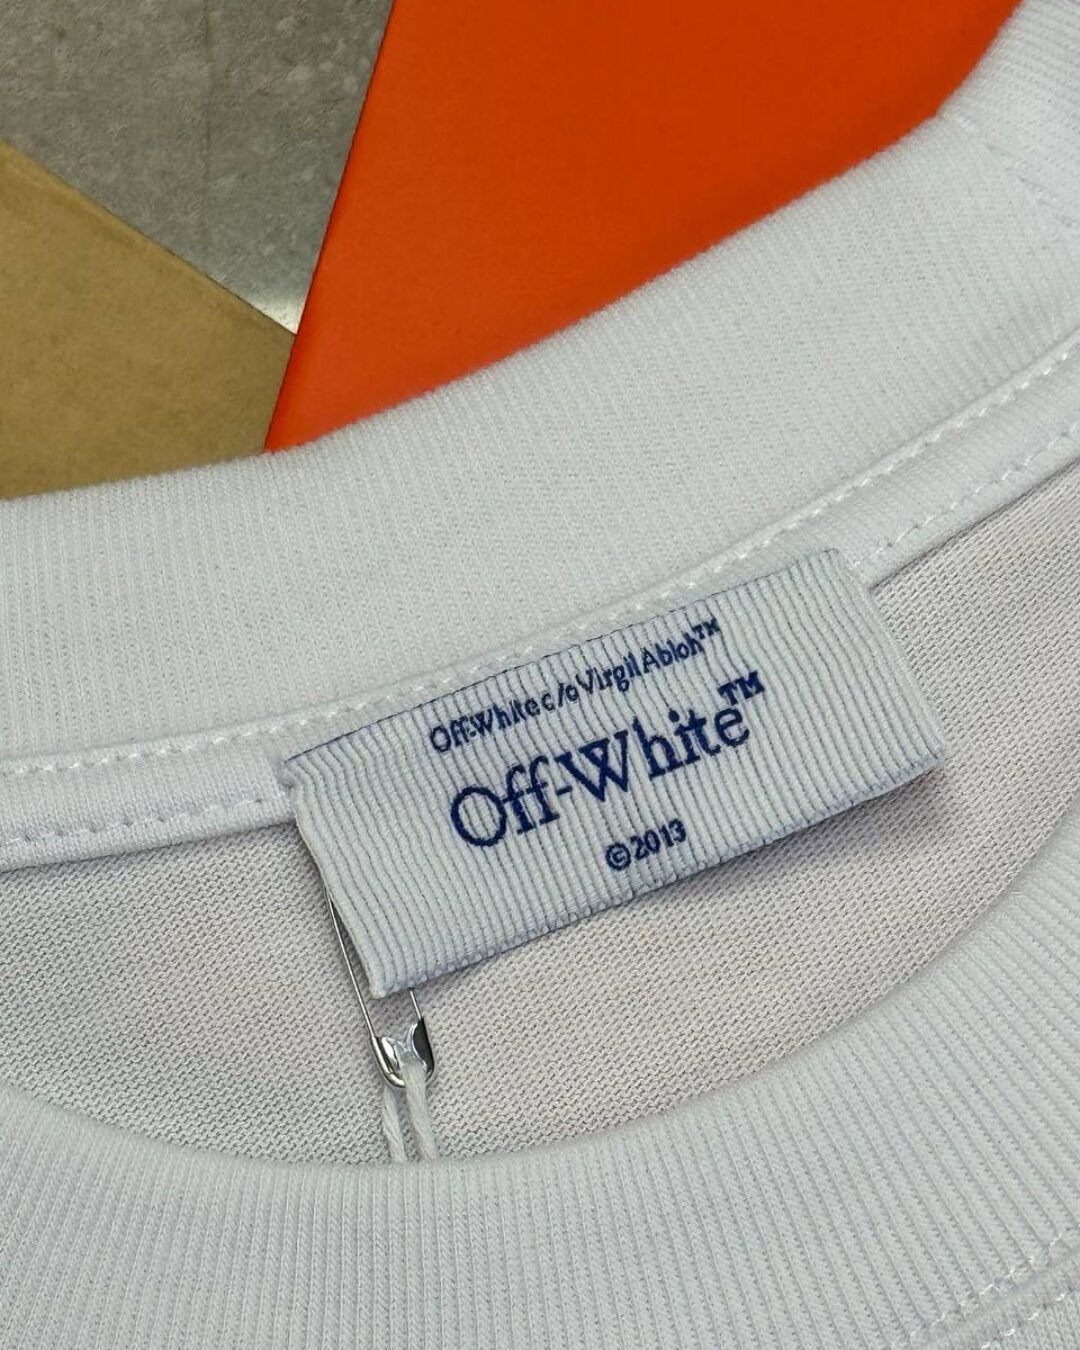 Off-White c/o Virgil Abloh™
Off-White™
©2013